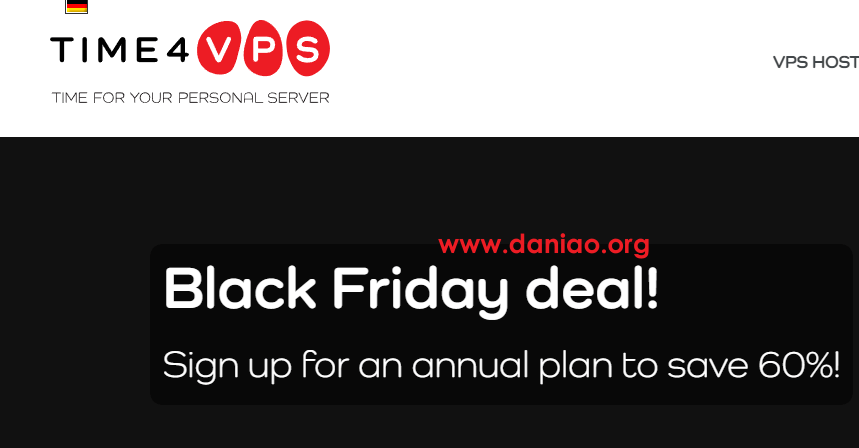 TIME4VPS
TIME FOR YOUR PERSONAL SERVER
VPS HOST
www.daniao.org
Black Friday deal!
Sign up for an annual plan to save 60%!